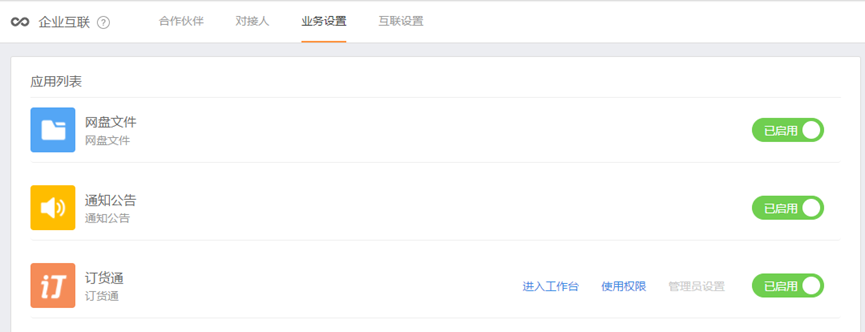 企业互联 ? 合作伙伴 对接人 业务设置 互联设置
应用列表
网盘文件
网盘文件
已启用
通知公告
通知公告
已启用
iT
订货通
订货通
进入工作台 使用权限 管理员设置 已启用